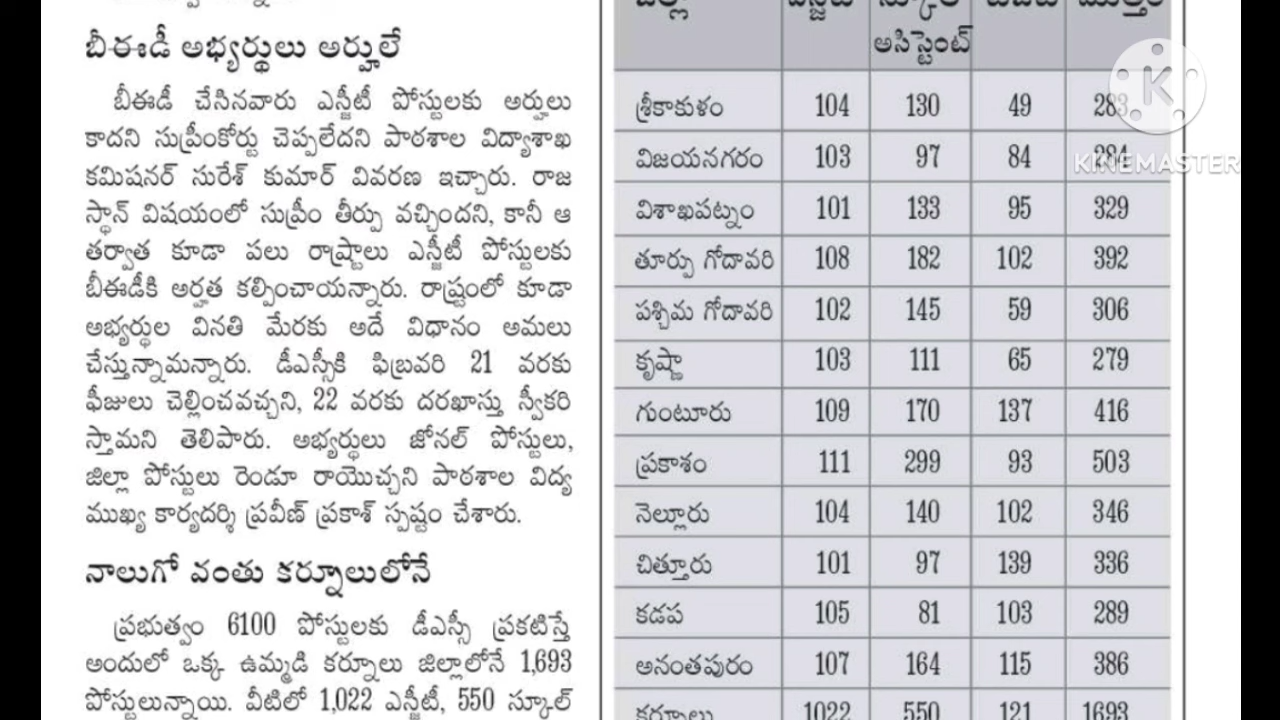 బీఈడీ అభ్యర్థులు అర్హులే
బీఈడీ చేసినవారు ఎస్జీటీ పోస్టులకు అర్హులు
కాదని సుప్రీంకోర్టు చెప్పలేదని పాఠశాల విద్యాశాఖ
కమిషనర్ సురేశ్ కుమార్ వివరణ ఇచ్చారు. రాజ
స్థాన్ విషయంలో సుప్రీం తీర్పు వచ్చిందని, కానీ ఆ
తర్వాత కూడా పలు రాష్ట్రాలు ఎస్జీటీ పోస్టులకు
బీఈడీకి అర్హత కల్పించాయన్నారు. రాష్ట్రంలో కూడా
అభ్యర్థుల వినతి మేరకు అదే విధానం అమలు
చేస్తున్నామన్నారు. డీఎస్సీకి ఫిబ్రవరి 21 వరకు
ఫీజులు చెల్లించవచ్చని, 22 వరకు దరఖాస్తు స్వీకరి
స్తామని తెలిపారు. అభ్యర్థులు జోనల్ పోస్టులు,
జిల్లా పోస్టులు రెండూ రాయొచ్చని పాఠశాల విద్య
ముఖ్య కార్యదర్శి ప్రవీణ్ ప్రకాశ్ స్పష్టం చేశారు.
నాలుగో వంతు కర్నూలులోనే
ప్రభుత్వం 6100 పోస్టులకు డీఎస్సీ ప్రకటిస్తే
అందులో ఒక్క ఉమ్మడి కర్నూలు జిల్లాలోనే 1,693
పోస్టులున్నాయి. వీటిలో 1,022 ఎస్జీటీ, 550 స్కూల్
అసిస్టెంట్
శ్రీకాకుళం 104 130 49 283
విజయనగరం 103 97 84 284
విశాఖపట్నం 101 133 95 329
తూర్పు గోదావరి 108 182 102 392
పశ్చిమ గోదావరి 102 145 59 306
కృష్ణా 103 111 65 279
గుంటూరు 109 170 137 416
ప్రకాశం 111 299 93 503
నెల్లూరు 104 140 102 346
చిత్తూరు 101 97 139 336
కడప 105 81 103 289
అనంతపురం 107 164 115 386
కర్నూలు 1022 550 121 1693
K
KINEMASTER